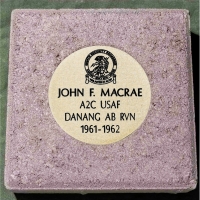 JOHN F. MACRAE
A2C USAF
DANANG AB RVN
1961-1962